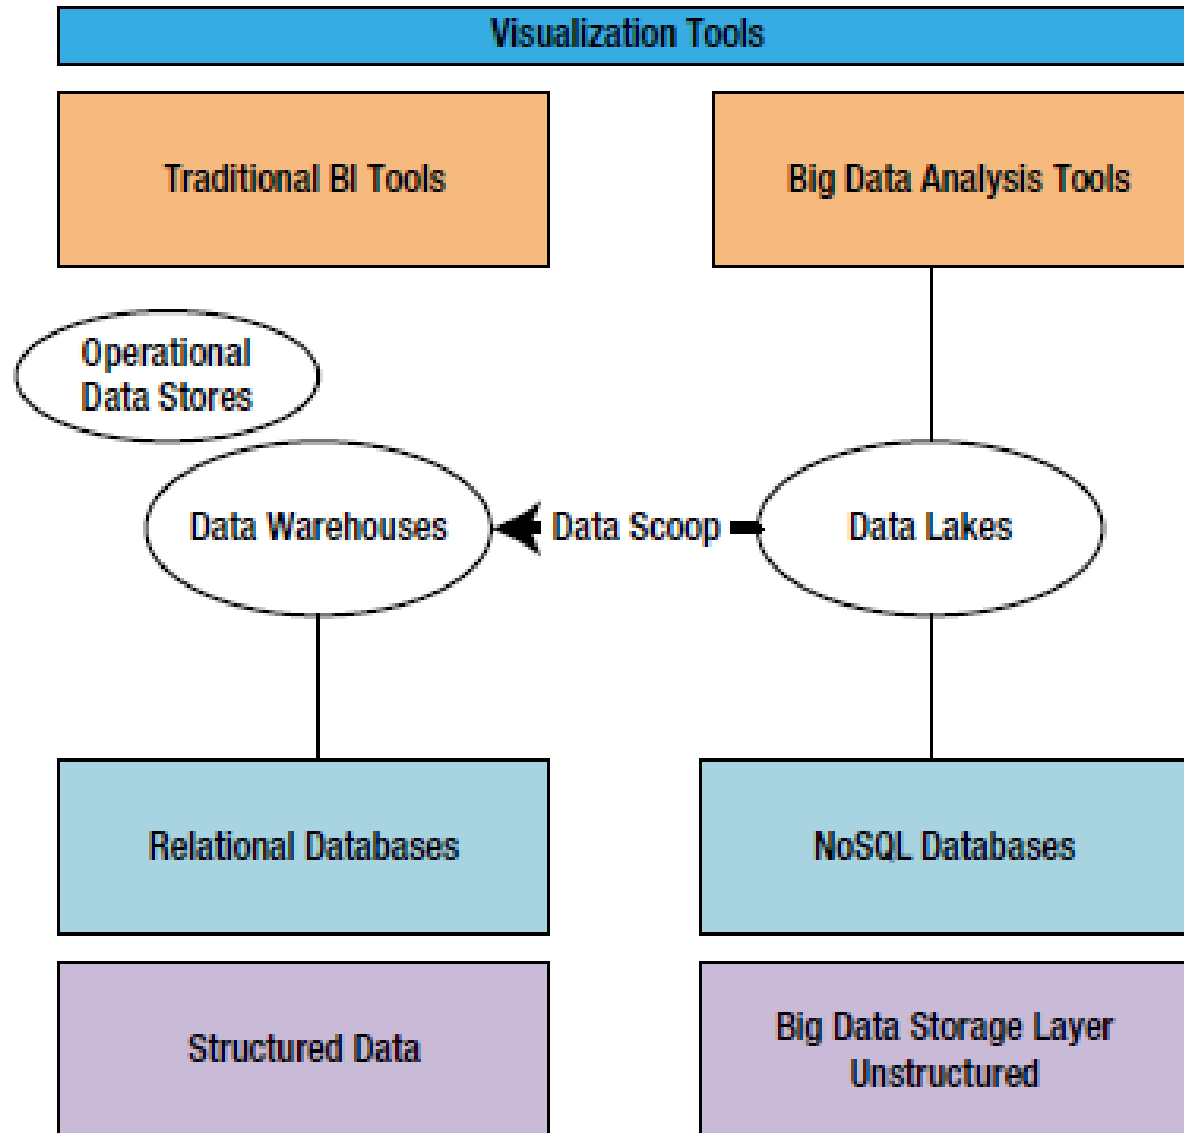 Visualization Tools
Traditional BI Tools
Big Data Analysis Tools
Operational
Data Stores
Data Warehouses
Data Scoop
Data Lakes
Relational Databases
NoSQL Databases
Structured Data
Big Data Storage Layer
Unstructured